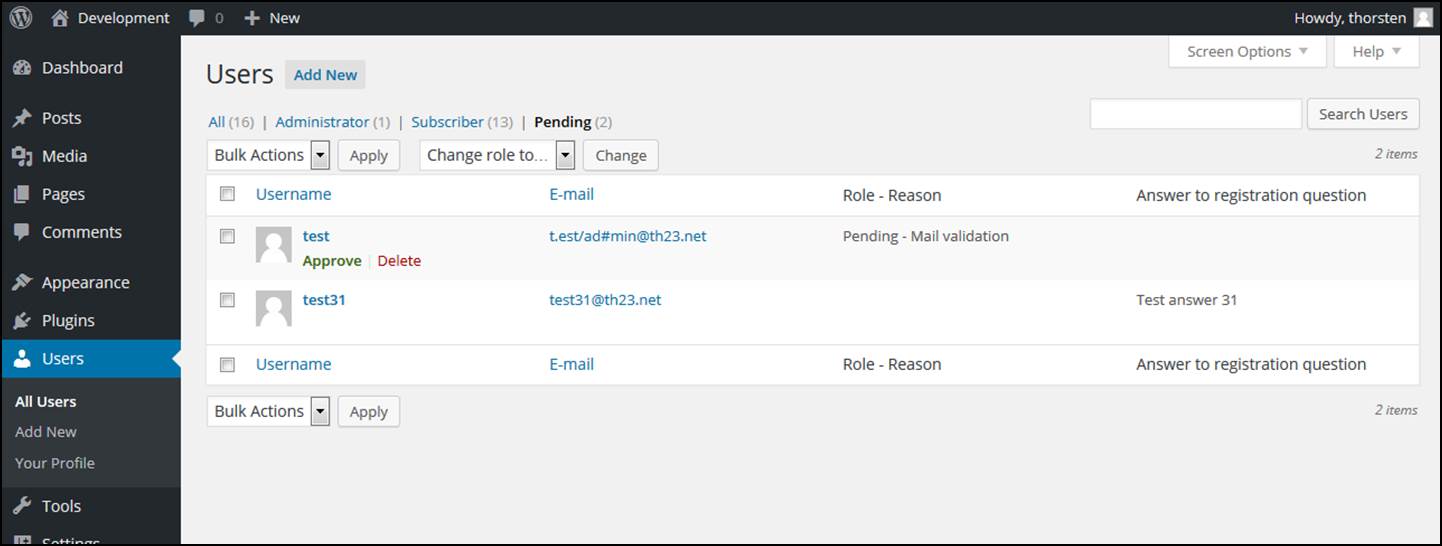 Development 0 New Howdy, thorsten
Screen Options Help
Dashboard
Posts
Media
Pages
Comments
Appearance
Plugins
Users
All Users
Add New
Your Profile
Tools
Settings
Users Add New
All (16) | Administrator (1) | Subscriber (13) | Pending (2)
Search Users
Bulk Actions Apply Change role to... Change 2 items
Username E-mail Role - Reason Answer to registration question
test t.est/ad#min@th23.net Pending - Mail validation
Approve | Delete
test31 test31@th23.net Test answer 31
Username E-mail Role - Reason Answer to registration question
Bulk Actions Apply 2 items